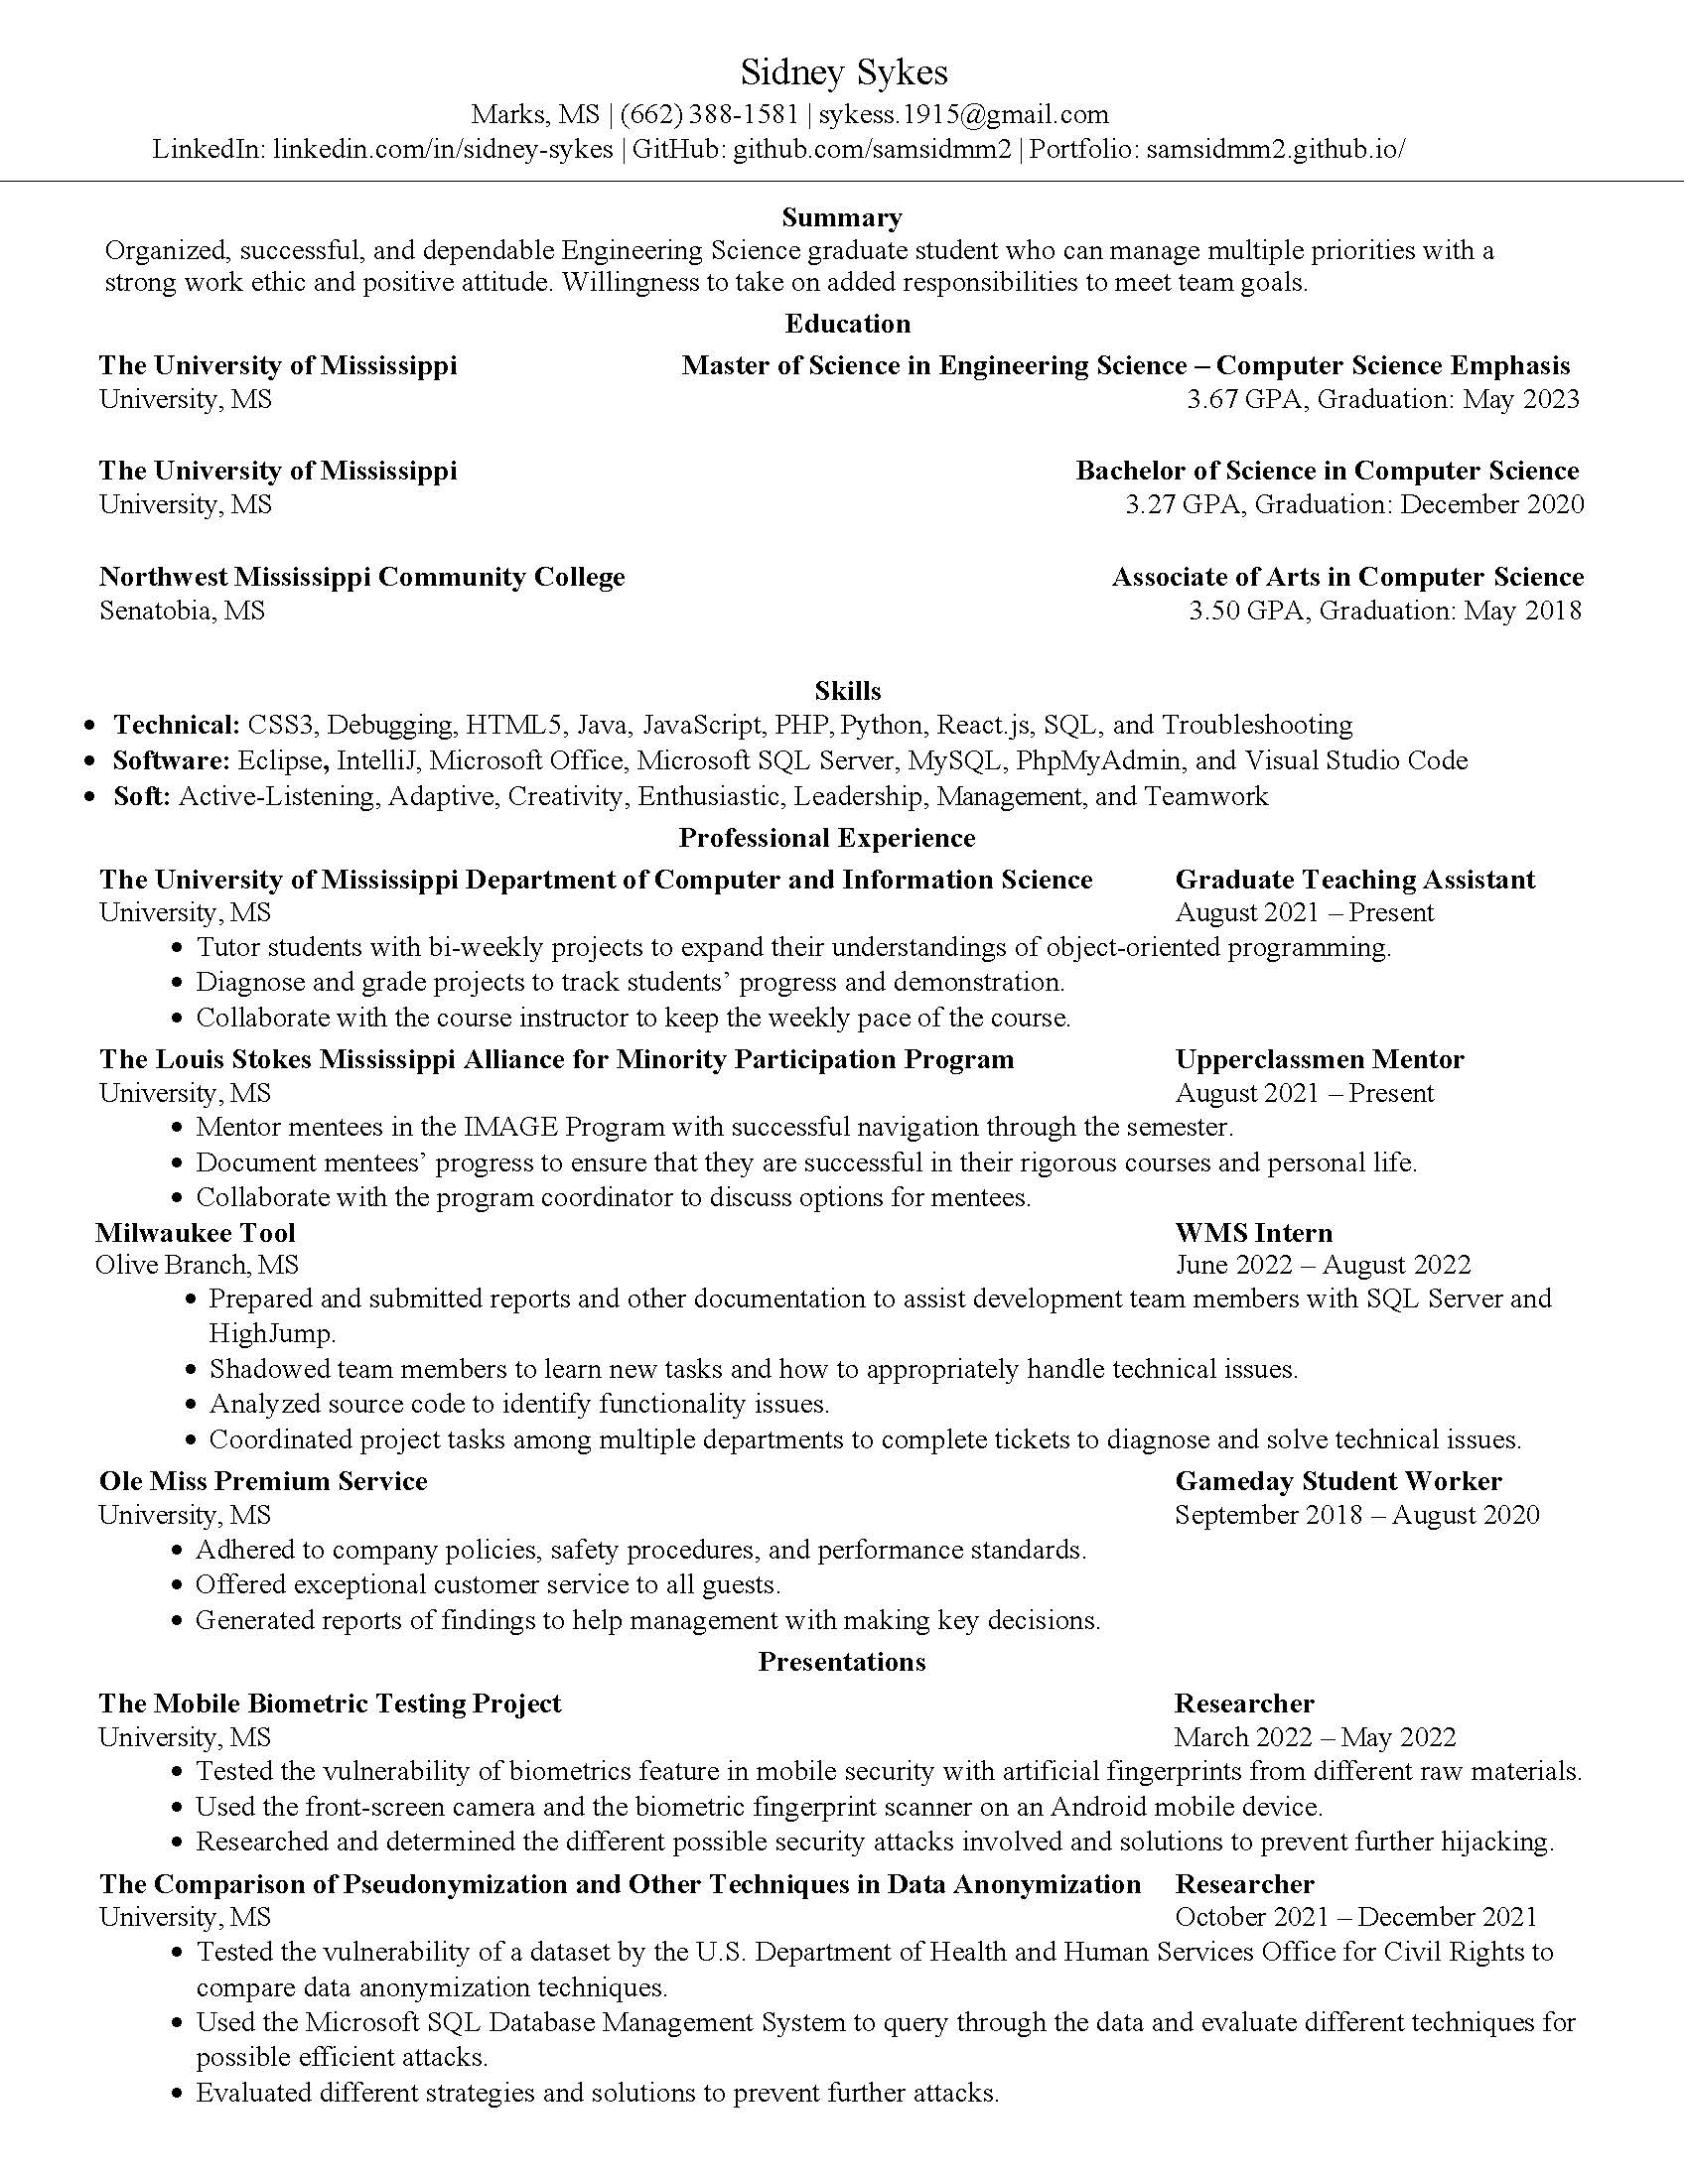 Sidney Sykes
Marks, MS | (662) 388-1581 | sykess.1915@gmail.com
LinkedIn: linkedin.com/in/sidney-sykes | GitHub: github.com/samsidmm2 | Portfolio: samsidmm2.github.io/
Summary
Organized, successful, and dependable Engineering Science graduate student who can manage multiple priorities with a
strong work ethic and positive attitude. Willingness to take on added responsibilities to meet team goals.
Education
The University of Mississippi Master of Science in Engineering Science – Computer Science Emphasis
University, MS 3.67 GPA, Graduation: May 2023
The University of Mississippi Bachelor of Science in Computer Science
University, MS 3.27 GPA, Graduation: December 2020
Northwest Mississippi Community College Associate of Arts in Computer Science
Senatobia, MS 3.50 GPA, Graduation: May 2018
Skills
• Technical: CSS3, Debugging, HTML5, Java, JavaScript, PHP, Python, React.js, SQL, and Troubleshooting
• Software: Eclipse, IntelliJ, Microsoft Office, Microsoft SQL Server, MySQL, PhpMyAdmin, and Visual Studio Code
• Soft: Active-Listening, Adaptive, Creativity, Enthusiastic, Leadership, Management, and Teamwork
Professional Experience
The University of Mississippi Department of Computer and Information Science Graduate Teaching Assistant
University, MS August 2021 – Present
• Tutor students with bi-weekly projects to expand their understandings of object-oriented programming.
• Diagnose and grade projects to track students’ progress and demonstration.
• Collaborate with the course instructor to keep the weekly pace of the course.
The Louis Stokes Mississippi Alliance for Minority Participation Program Upperclassmen Mentor
University, MS August 2021 – Present
• Mentor mentees in the IMAGE Program with successful navigation through the semester.
• Document mentees’ progress to ensure that they are successful in their rigorous courses and personal life.
• Collaborate with the program coordinator to discuss options for mentees.
Milwaukee Tool WMS Intern
Olive Branch, MS June 2022 – August 2022
• Prepared and submitted reports and other documentation to assist development team members with SQL Server and
HighJump.
• Shadowed team members to learn new tasks and how to appropriately handle technical issues.
• Analyzed source code to identify functionality issues.
• Coordinated project tasks among multiple departments to complete tickets to diagnose and solve technical issues.
Ole Miss Premium Service Gameday Student Worker
University, MS September 2018 – August 2020
• Adhered to company policies, safety procedures, and performance standards.
• Offered exceptional customer service to all guests.
• Generated reports of findings to help management with making key decisions.
Presentations
The Mobile Biometric Testing Project Researcher
University, MS March 2022 – May 2022
• Tested the vulnerability of biometrics feature in mobile security with artificial fingerprints from different raw materials.
• Used the front-screen camera and the biometric fingerprint scanner on an Android mobile device.
• Researched and determined the different possible security attacks involved and solutions to prevent further hijacking.
The Comparison of Pseudonymization and Other Techniques in Data Anonymization Researcher
University, MS October 2021 – December 2021
• Tested the vulnerability of a dataset by the U.S. Department of Health and Human Services Office for Civil Rights to
compare data anonymization techniques.
• Used the Microsoft SQL Database Management System to query through the data and evaluate different techniques for
possible efficient attacks.
• Evaluated different strategies and solutions to prevent further attacks.